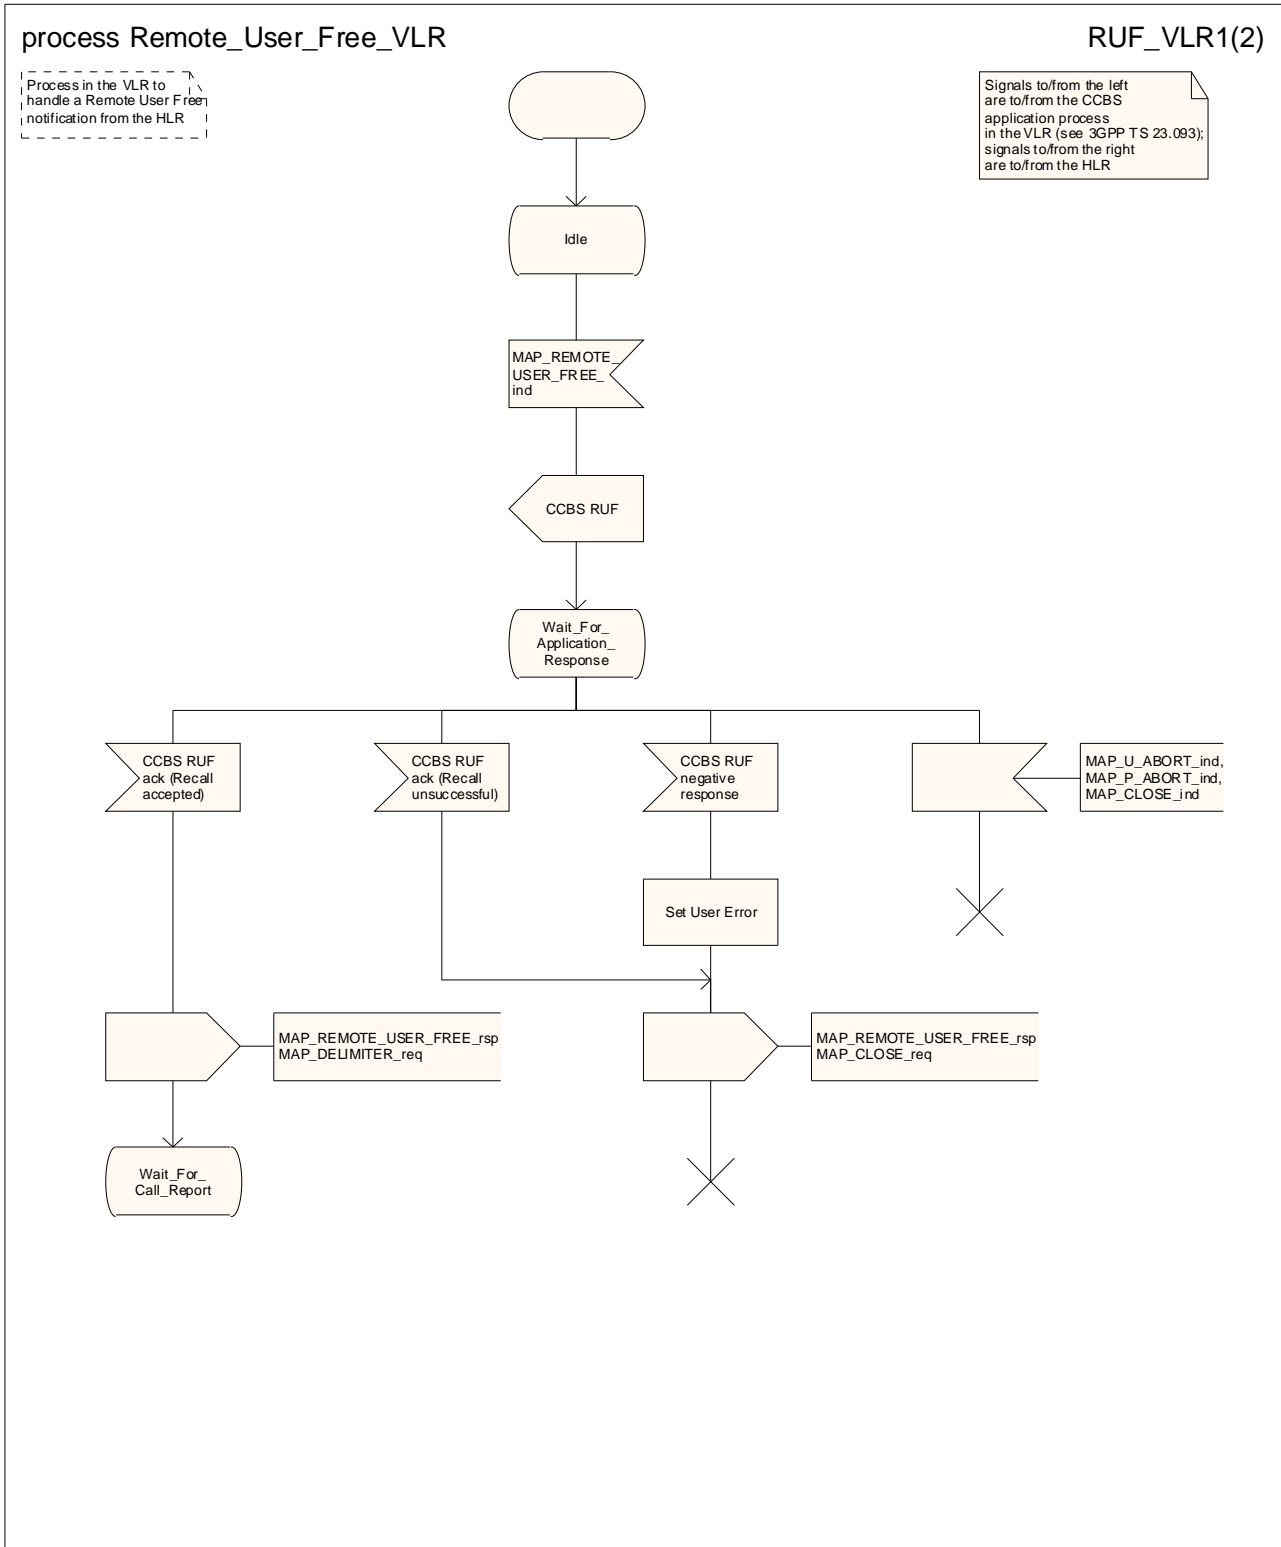 process Remote_User_Free_VLR
RUF_VLR1(2)
Process in the VLR to
handle a Remote User Free
notification from the HLR
Signals to/from the left
are to/from the CCBS
application process
in the VLR (see 3GPP TS 23.093);
signals to/from the right
are to/from the HLR
Idle
MAP_REMOTE_
USER_FREE_
ind
CCBS RUF
Wait_For_
Application_
Response
CCBS RUF
ack (Recall
accepted)
CCBS RUF
ack (Recall
unsuccessful)
CCBS RUF
negative
response
MAP_U_ABORT_ind,
MAP_P_ABORT_ind,
MAP_CLOSE_ind
Set User Error
MAP_REMOTE_USER_FREE_rsp
MAP_DELIMITER_req
MAP_REMOTE_USER_FREE_rsp
MAP_CLOSE_req
Wait_For_
Call_Report